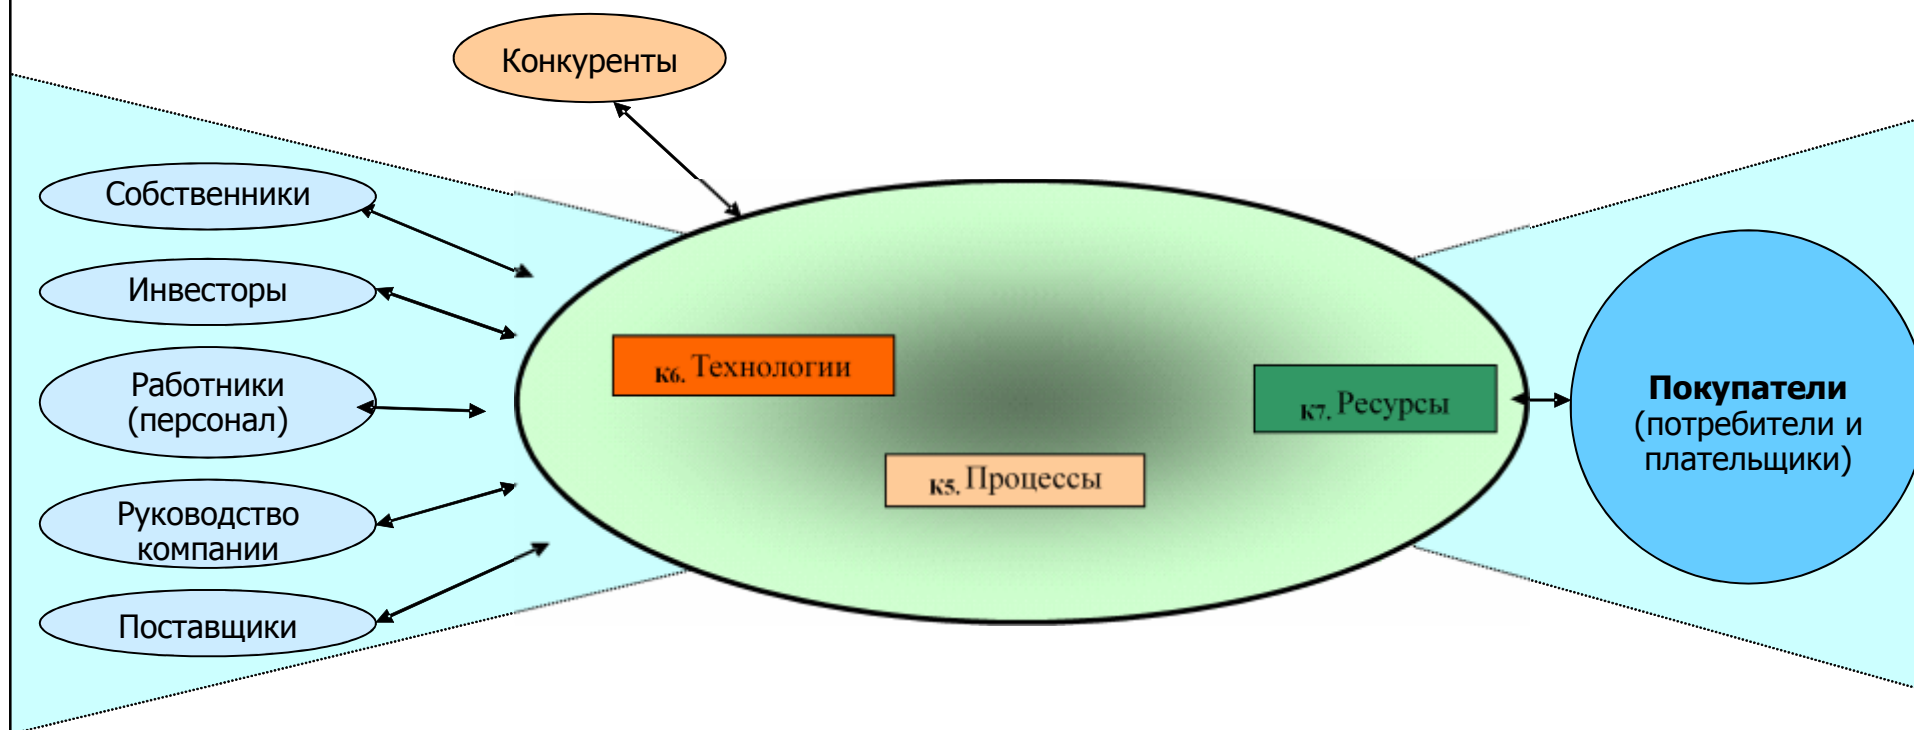 Конкуренты
Собственники
Инвесторы
Работники
(персонал)
Руководство
компании
Поставщики
К6. Технологии
К5. Процессы
К7. Ресурсы
Покупатели
(потребители и
плательщики)